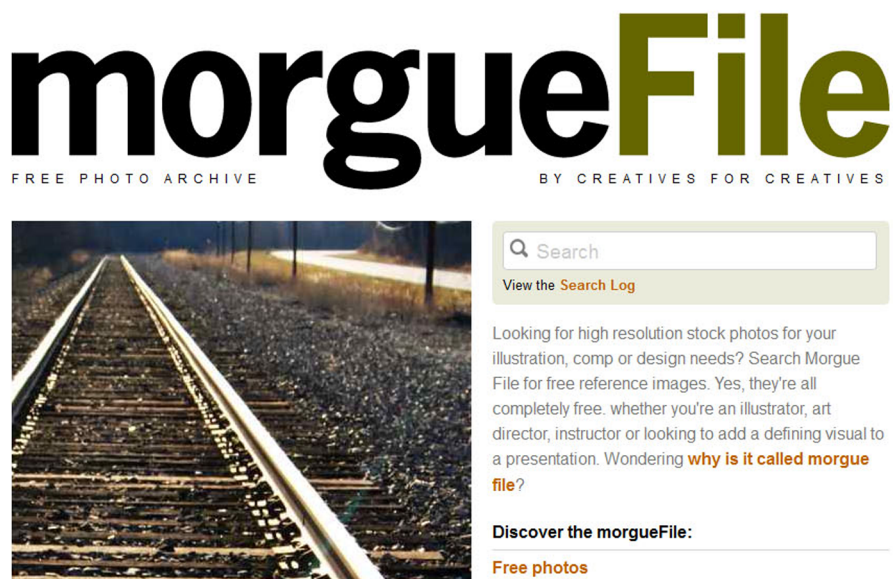 morgueFile
FREE PHOTO ARCHIVE
BY CREATIVES FOR CREATIVES
Search
View the Search Log
Looking for high resolution stock photos for your
illustration, comp or design needs? Search Morgue
File for free reference images. Yes, they're all
completely free. whether you're an illustrator, art
director, instructor or looking to add a defining visual to
a presentation. Wondering why is it called morgue
file?
Discover the morgueFile:
Free photos